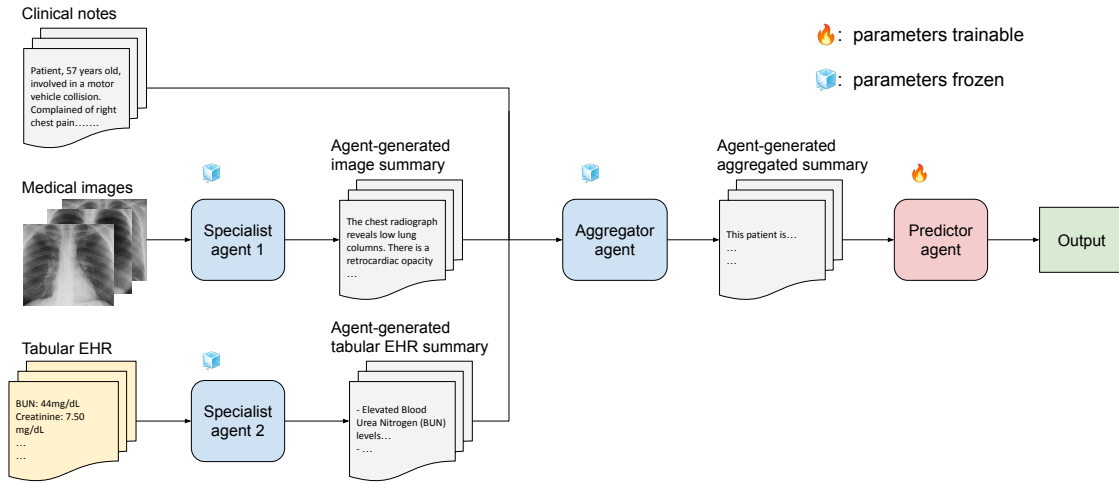 Clinical notes
Patient, 57 years old,
involved in a motor
vehicle collision.
Complained of right
chest pain…….
🔥: parameters trainable
🧊: parameters frozen
Medical images
Specialist
agent 1
Agent-generated
image summary
The chest radiograph
reveals low lung
columns. There is a
retrocardiac opacity
…
Aggregator
agent
Agent-generated
aggregated summary
This patient is…
…
…
Predictor
agent
Output
Tabular EHR
BUN: 44mg/dL
Creatinine: 7.50
mg/dL
…
…
Specialist
agent 2
Agent-generated
tabular EHR summary
- Elevated Blood
Urea Nitrogen (BUN)
levels…
- …